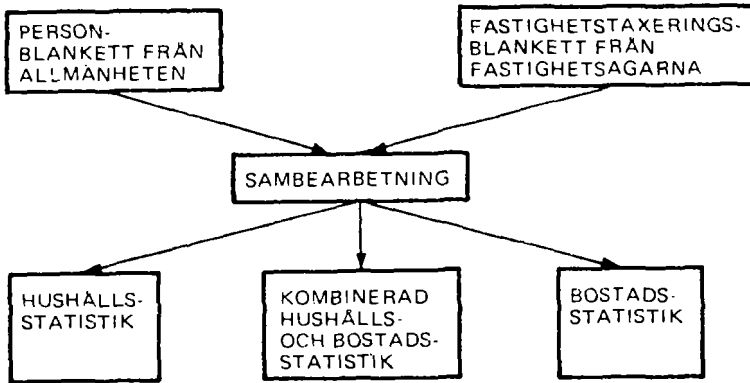 PERSON-
BLANKETT FRÅN
ALLMÄNHETEN
FASTIGHETSTAXERINGS-
BLANKETT FRÅN
FASTIGHETSÄGARNA
SAMBEARBETNING
HUSHÅLLS-
STATISTIK
KOMBINERAD
HUSHÅLLS-
OCH BOSTADS-
STATISTIK
BOSTADS-
STATISTIK